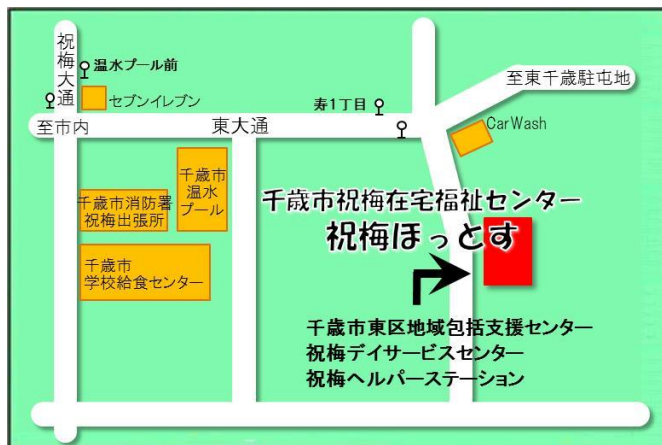 祝梅大通
温水プール前
セブンイレブン
至市内
東大通
寿1丁目
至東千歳駐屯地
Car Wash
千歳市
温水
プール
千歳市消防署
祝梅出張所
千歳市
学校給食センター
千歳市祝梅在宅福祉センター
祝梅ほっとす
千歳市東区地域包括支援センター
祝梅デイサービスセンター
祝梅ヘルパーステーション